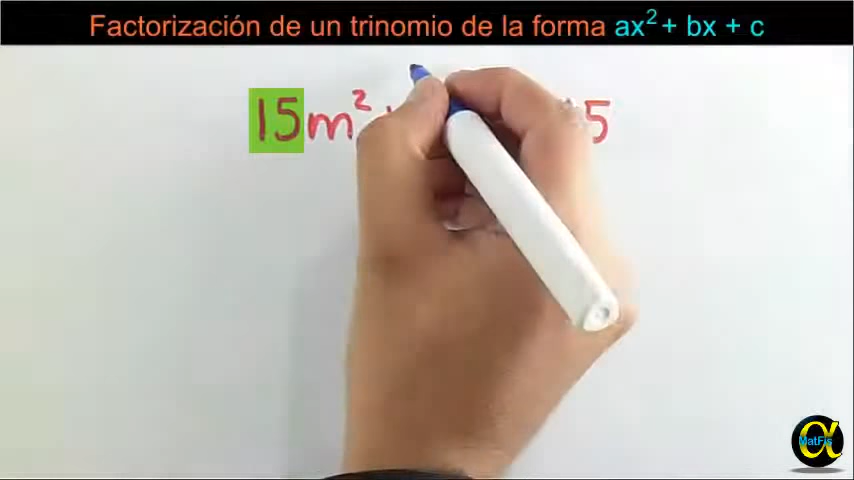 Factorización de un trinomio de la forma ax² + bx + c
15m² 5
MatFis